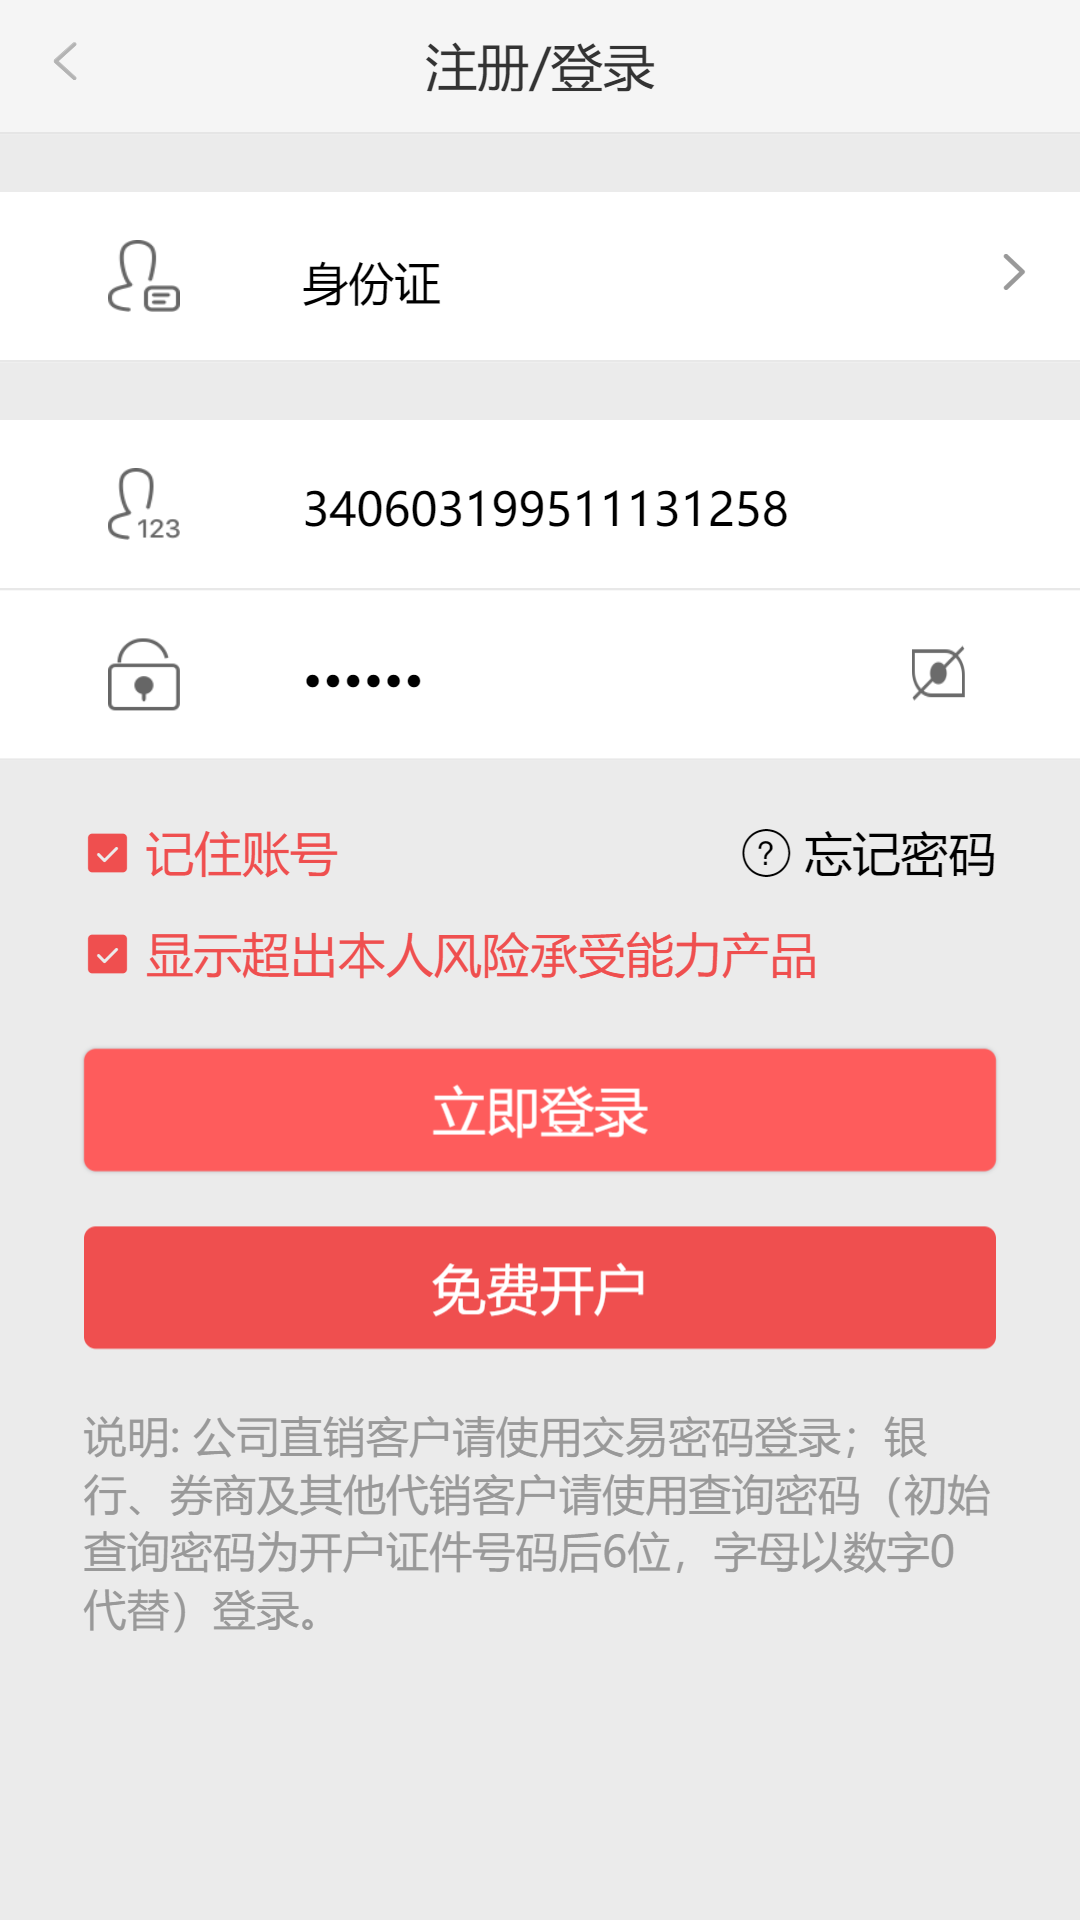 注册/登录
身份证
123
340603199511131258
••••••
记住账号
? 忘记密码
显示超出本人风险承受能力产品
立即登录
免费开户
说明: 公司直销客户请使用交易密码登录；银
行、券商及其他代销客户请使用查询密码（初始
查询密码为开户证件号码后6位，字母以数字0
代替）登录。